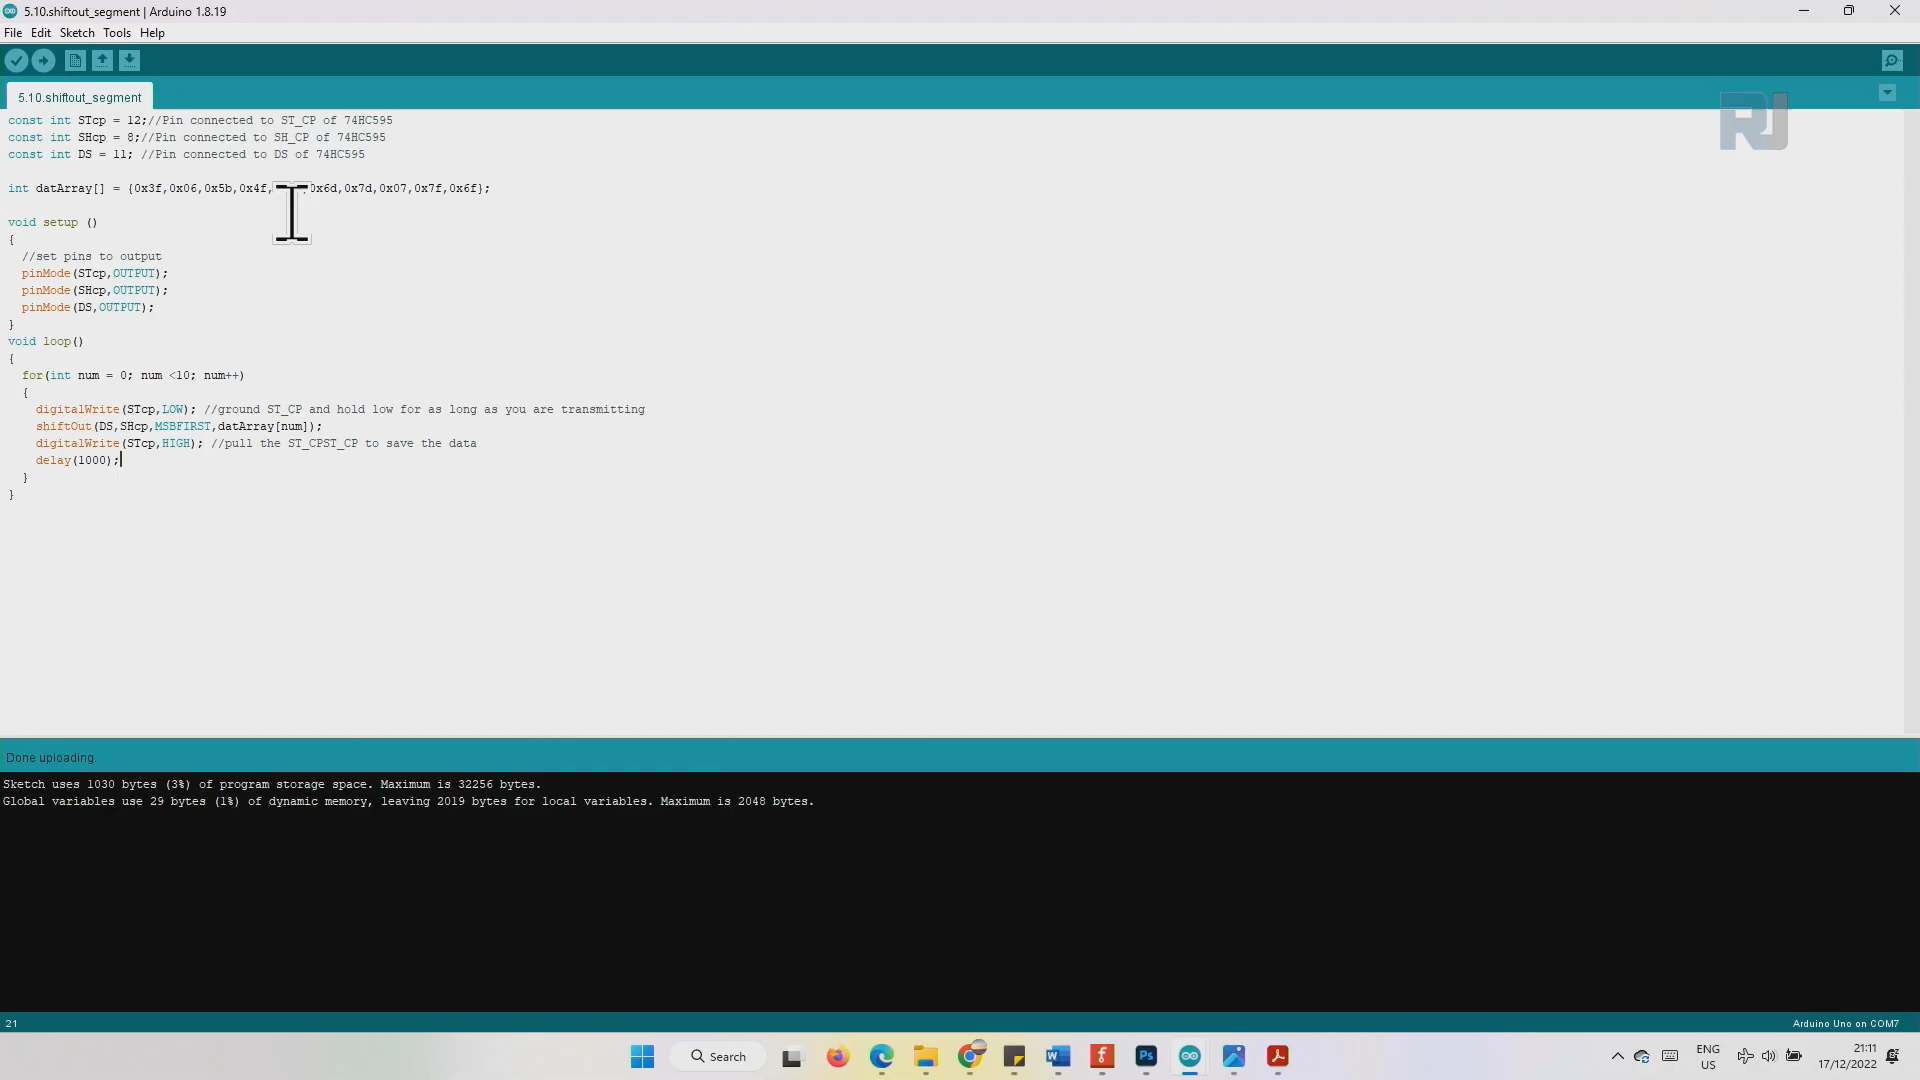 5.10.shiftout_segment | Arduino 1.8.19
File Edit Sketch Tools Help
5.10.shiftout_segment
RJ
const int STcp = 12;//Pin connected to ST_CP of 74HC595
const int SHcp = 8;//Pin connected to SH_CP of 74HC595
const int DS = 11; //Pin connected to DS of 74HC595
int datArray[] = {0x3f,0x06,0x5b,0x4f, ,0x6d,0x7d,0x07,0x7f,0x6f};
void setup ()
{
//set pins to output
pinMode(STcp,OUTPUT);
pinMode(SHcp,OUTPUT);
pinMode(DS,OUTPUT);
}
void loop()
{
for(int num = 0; num <10; num++)
{
digitalWrite(STcp,LOW); //ground ST_CP and hold low for as long as you are transmitting
shiftOut(DS,SHcp,MSBFIRST,datArray[num]);
digitalWrite(STcp,HIGH); //pull the ST_CPST_CP to save the data
delay(1000);
}
}
Done uploading.
Sketch uses 1030 bytes (3%) of program storage space. Maximum is 32256 bytes.
Global variables use 29 bytes (1%) of dynamic memory, leaving 2019 bytes for local variables. Maximum is 2048 bytes.
21
Arduino Uno on COM7
Search
W
f
Ps
ENG
US
21:11
17/12/2022